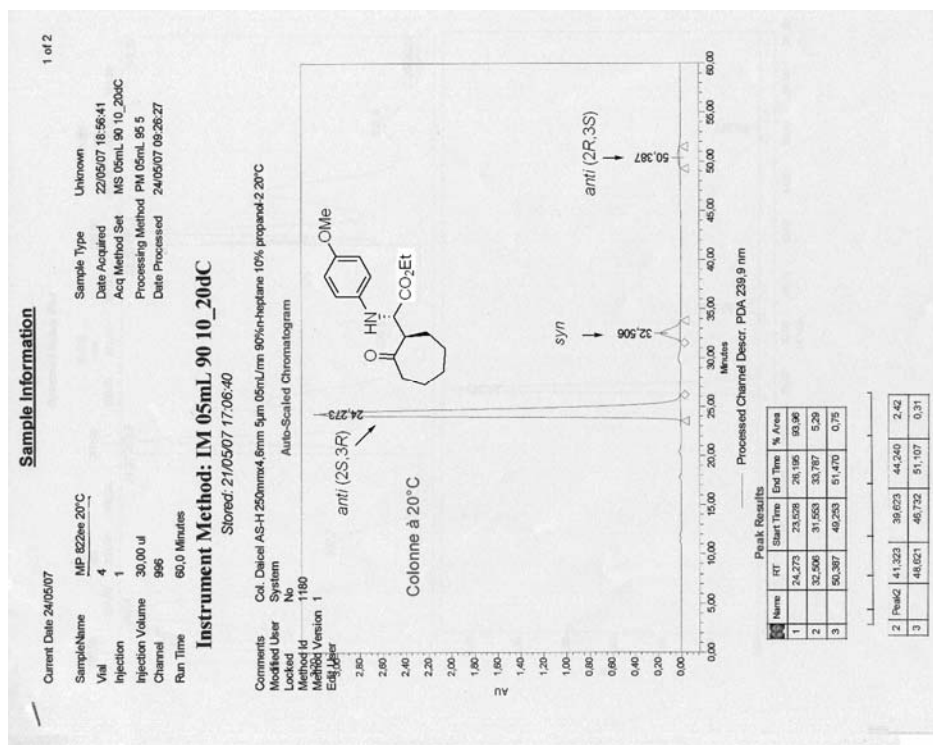 Sample Information
1 of 2
Current Date 24/05/07
SampleName MP 822ee 20°C
Vial 4
Injection 1
Injection Volume 30,00 ul
Channel 996
Run Time 60,0 Minutes
Sample Type Unknown
Date Acquired 22/05/07 18:56:41
Acq Method Set MS 05mL 90 10_20dC
Processing Method PM 05mL 95 5
Date Processed 24/05/07 09:26:27
Instrument Method: IM 05mL 90 10_20dC
Stored: 21/05/07 17:06:40
Comments Col. Daicel AS-H 250mmx4,6mm 5µm 05mL/mn 90%n-heptane 10% propanol-2 20°C
Modified User System
Locked No
Method Id 1160
Method Version 1
Edit User
Auto-Scaled Chromatogram
3,00
2,80
2,60
2,40
2,20
2,00
1,80
1,60
1,40
1,20
1,00
0,80
0,60
0,40
0,20
0,00
AU
24,273
anti (2S,3R)
Colonne à 20°C
O
HN
OMe
CO2Et
syn
32,506
anti (2R,3S)
50,387
0,00 5,00 10,00 15,00 20,00 25,00 30,00 35,00 40,00 45,00 50,00 55,00 60,00
Minutes
Processed Channel Descr. PDA 239,9 nm
Peak Results
Name RT Start Time End Time % Area
1 24,273 23,528 26,195 93,96
2 32,506 31,553 33,787 5,29
3 50,387 49,253 51,470 0,75
2 Peak2 41,323 39,623 44,240 2,42
3 48,621 46,732 51,107 0,31